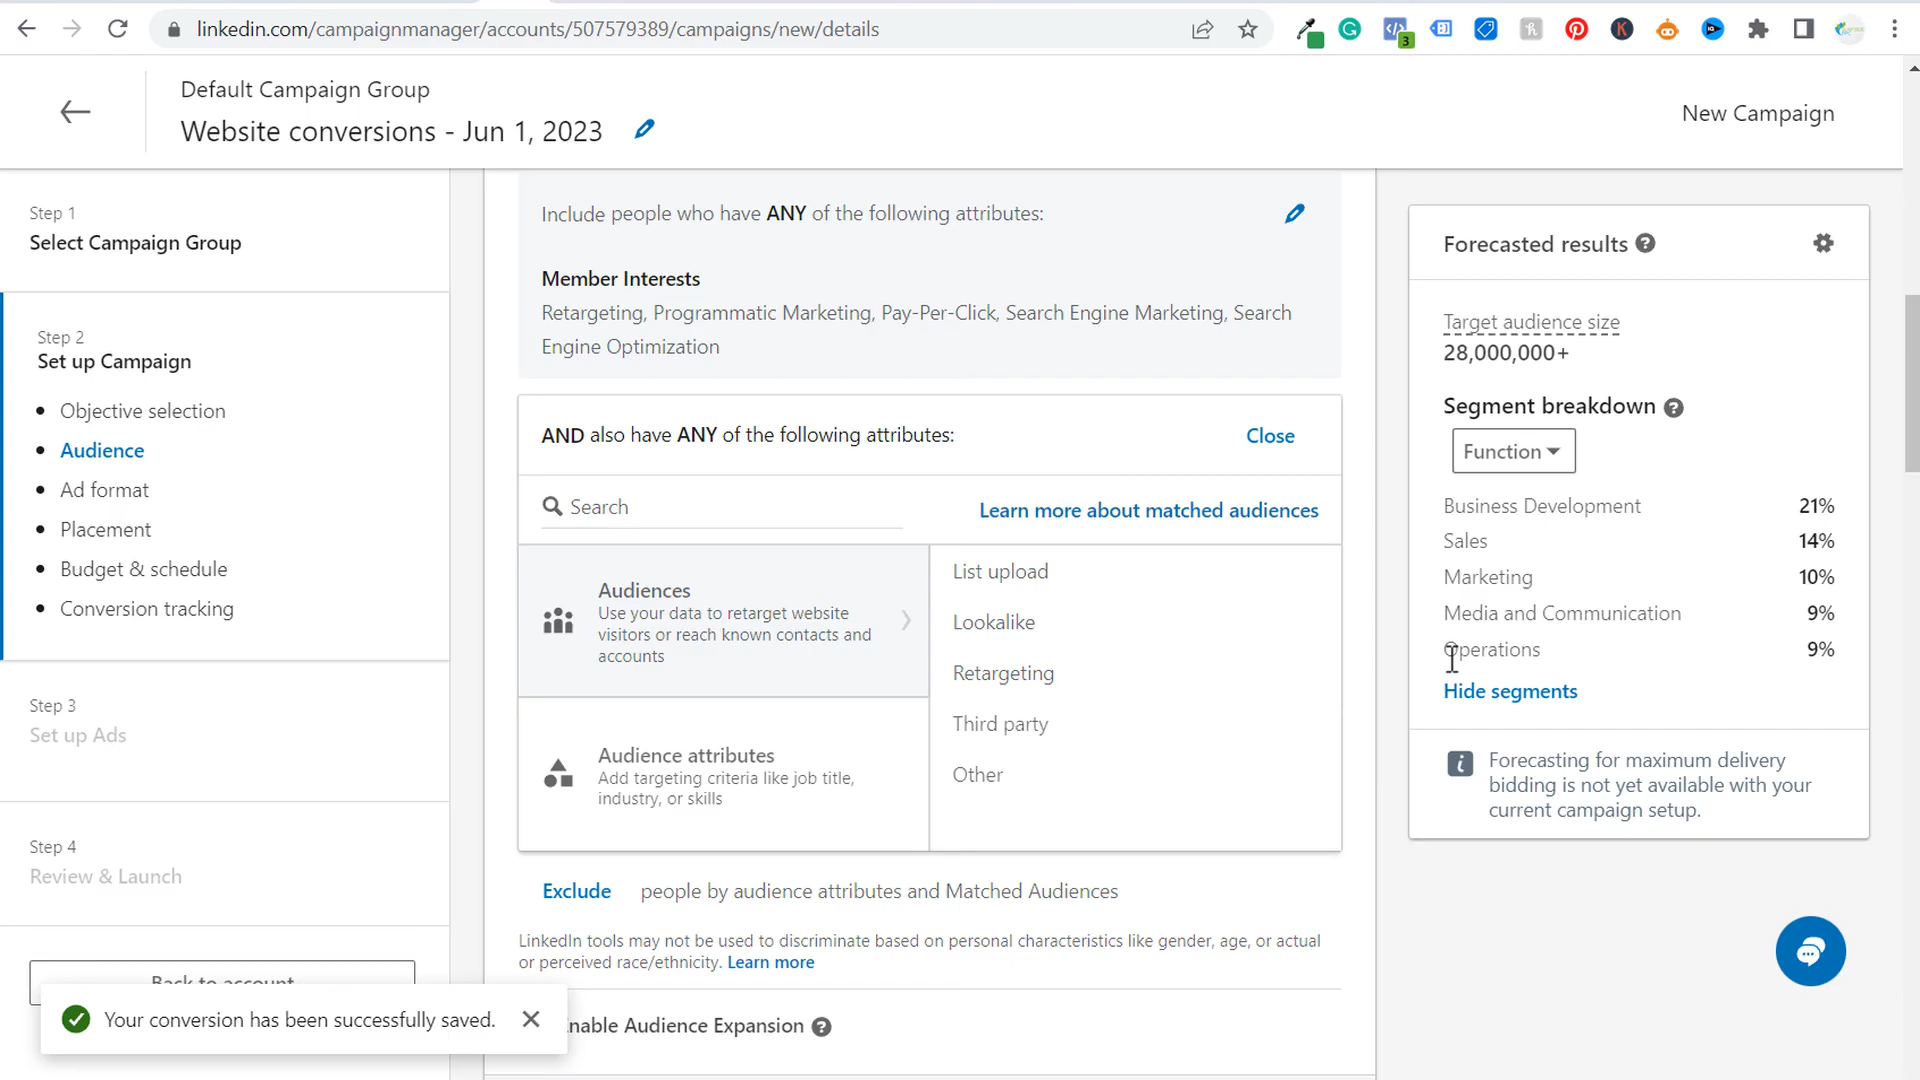 linkedin.com/campaignmanager/accounts/507579389/campaigns/new/details
3
Default Campaign Group
Website conversions - Jun 1, 2023
New Campaign
Step 1
Select Campaign Group
Step 2
Set up Campaign
Objective selection
Audience
Ad format
Placement
Budget & schedule
Conversion tracking
Step 3
Set up Ads
Step 4
Review & Launch
Back to account
Your conversion has been successfully saved.
Include people who have ANY of the following attributes:
Member Interests
Retargeting, Programmatic Marketing, Pay-Per-Click, Search Engine Marketing, Search
Engine Optimization
AND also have ANY of the following attributes:
Close
Search
Learn more about matched audiences
Audiences
Use your data to retarget website
visitors or reach known contacts and
accounts
Audience attributes
Add targeting criteria like job title,
industry, or skills
List upload
Lookalike
Retargeting
Third party
Other
Exclude people by audience attributes and Matched Audiences
LinkedIn tools may not be used to discriminate based on personal characteristics like gender, age, or actual
or perceived race/ethnicity. Learn more
nable Audience Expansion
Forecasted results
Target audience size
28,000,000+
Segment breakdown
Function
Business Development 21%
Sales 14%
Marketing 10%
Media and Communication 9%
Operations 9%
Hide segments
Forecasting for maximum delivery
bidding is not yet available with your
current campaign setup.